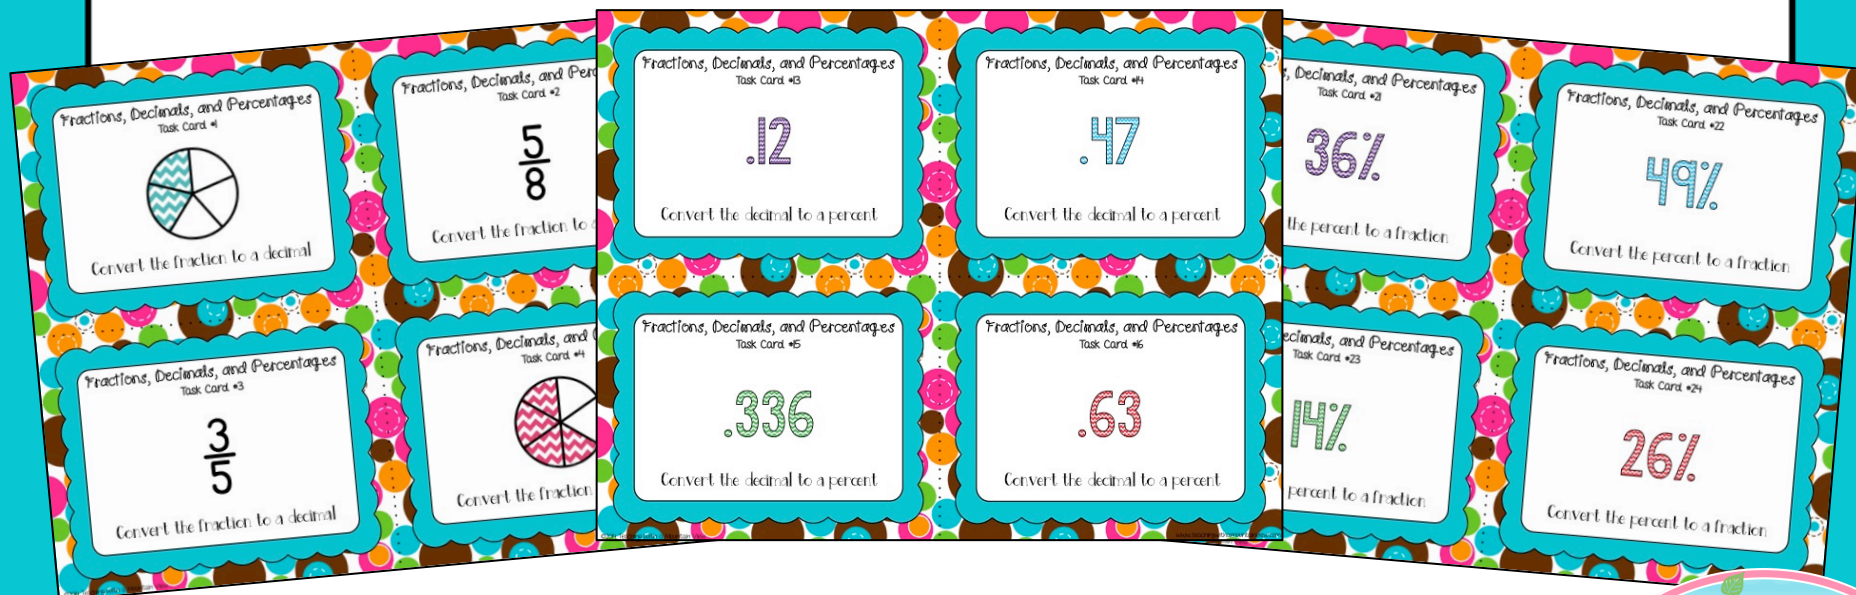 Fractions, Decimals, and Percentages
Task Card #1
Convert the fraction to a decimal
Fractions, Decimals, and
Task Card #2
5
8
Convert the fraction to
Fractions, Decimals, and Percentages
Task Card #3
3
5
Convert the fraction to a decimal
Fractions, Decimals, and
Task Card #4
Convert the fraction
Fractions, Decimals, and Percentages
Task Card #13
.12
Convert the decimal to a percent
Fractions, Decimals, and Percentages
Task Card #14
.47
Convert the decimal to a percent
Fractions, Decimals, and Percentages
Task Card #15
.336
Convert the decimal to a percent
Fractions, Decimals, and Percentages
Task Card #16
.63
Convert the decimal to a percent
Decimals, and Percentages
Task Card #21
36%
the percent to a fraction
Fractions, Decimals, and Percentages
Task Card #22
49%
Convert the percent to a fraction
ecimals, and Percentages
Task Card #23
14%
percent to a fraction
Fractions, Decimals, and Percentages
Task Card #24
26%
Convert the percent to a fraction